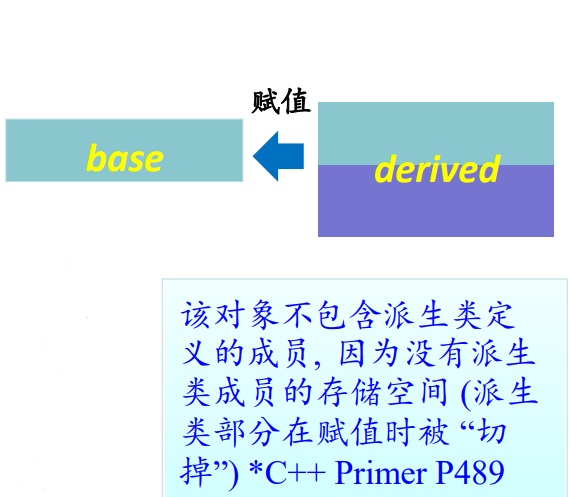 赋值
base
derived
该对象不包含派生类定
义的成员, 因为没有派生
类成员的存储空间 (派生
类部分在赋值时被 “切
掉”) *C++ Primer P489